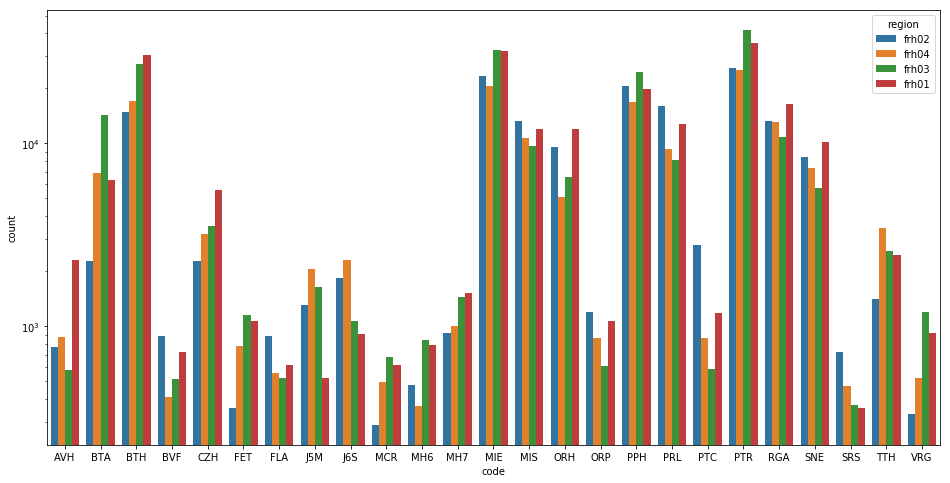 region
frh02
frh04
frh03
frh01
10^4
10^3
count
AVH BTA BTH BVF CZH FET FLA J5M J6S MCR MH6 MH7 MIE MIS ORH ORP PPH PRL PTC PTR RGA SNE SRS TTH VRG
code